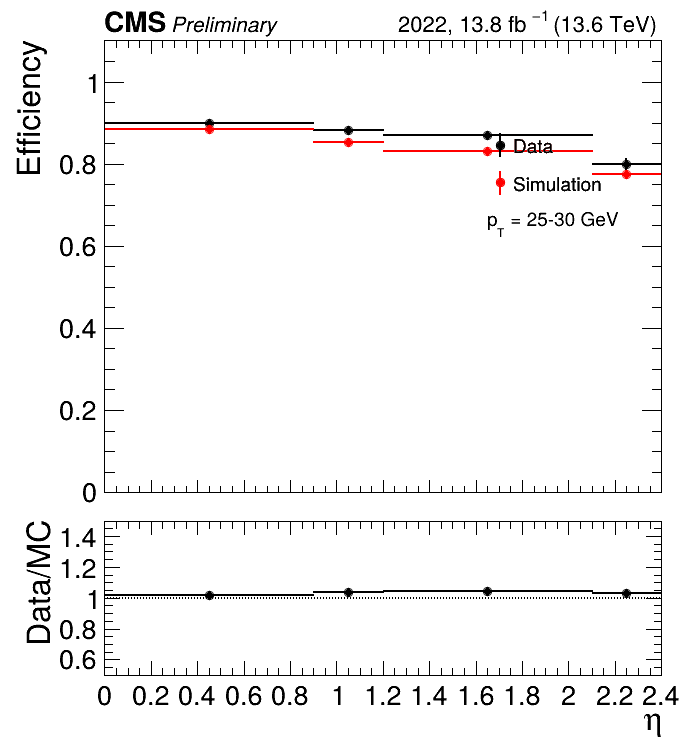 CMS Preliminary 2022, 13.8 fb⁻¹ (13.6 TeV)
Efficiency
1
0.8
0.6
0.4
0.2
0
Data
Simulation
p_T = 25-30 GeV
Data/MC
1.4
1.2
1
0.8
0.6
0 0.2 0.4 0.6 0.8 1 1.2 1.4 1.6 1.8 2 2.2 2.4
η